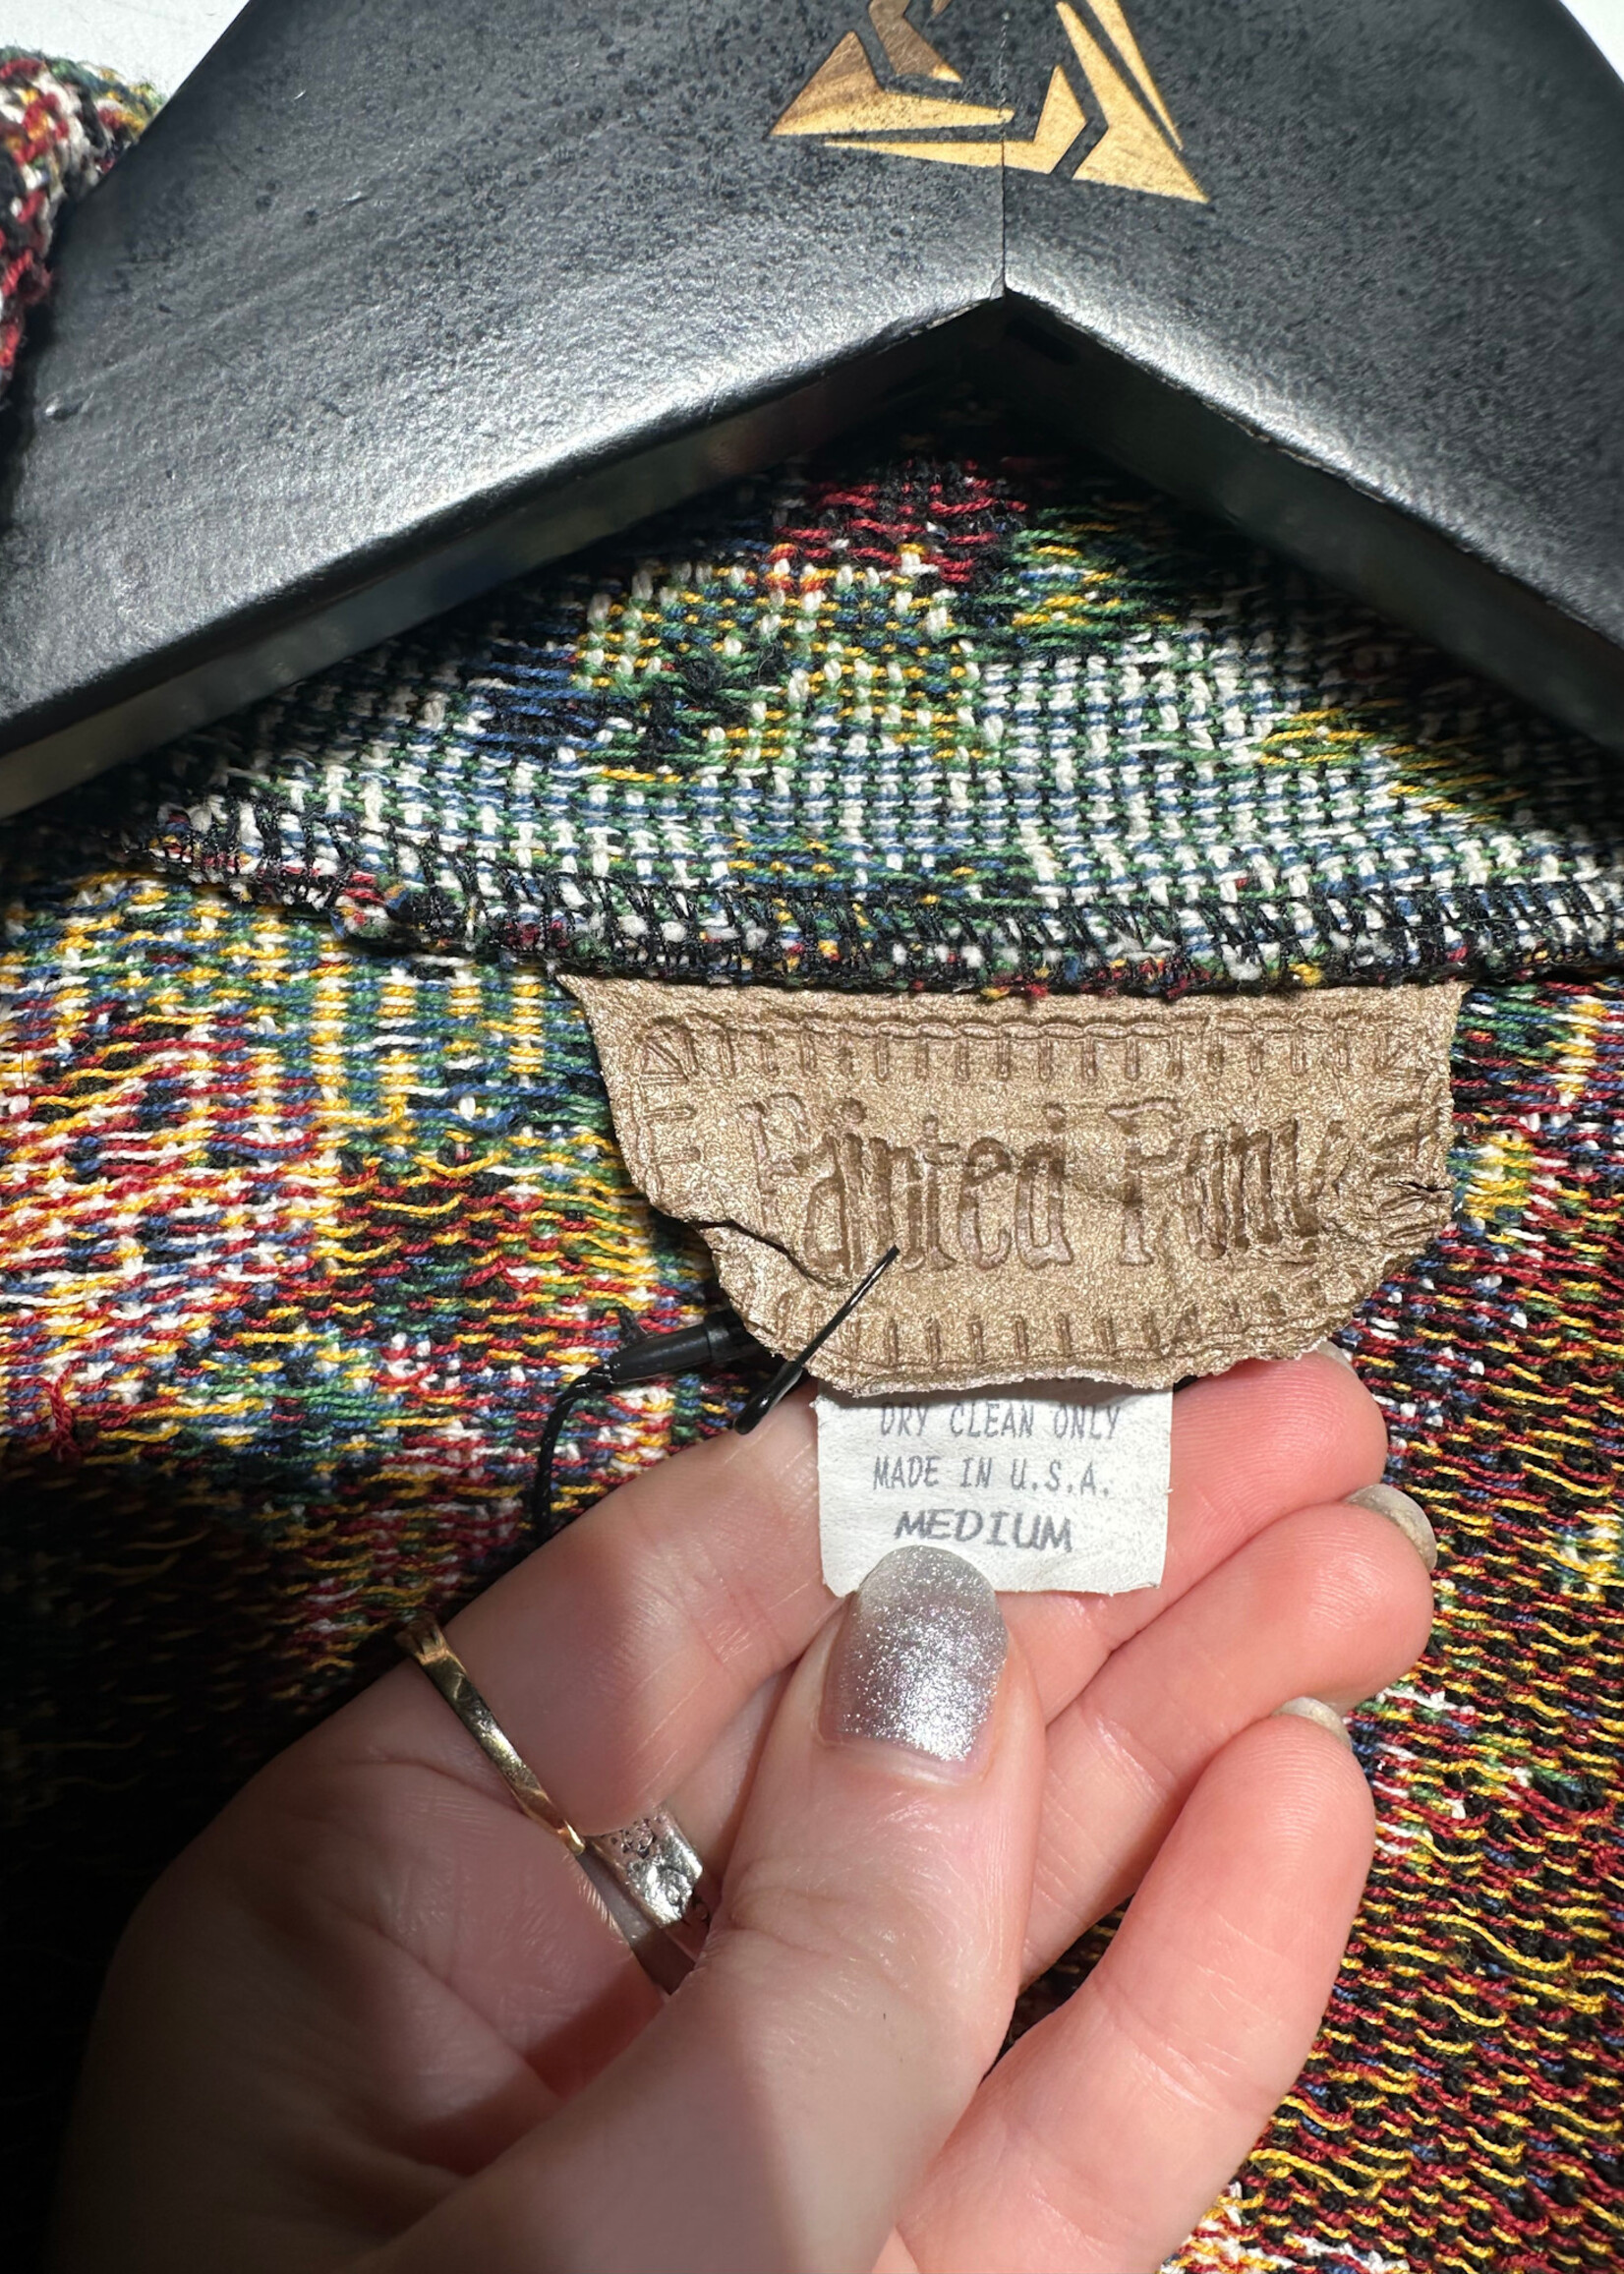 Painted Pony
DRY CLEAN ONLY
MADE IN U.S.A.
MEDIUM